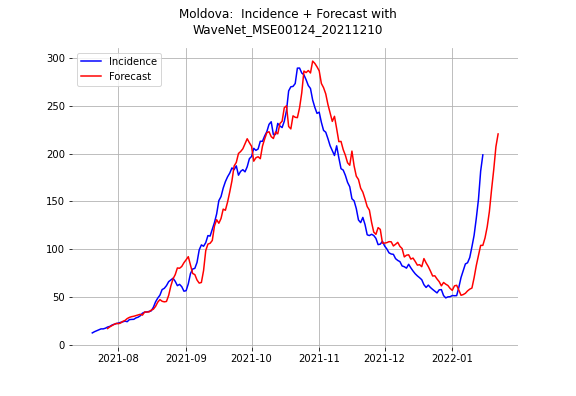 Moldova:  Incidence + Forecast with
WaveNet_MSE00124_20211210
Incidence
Forecast
300
250
200
150
100
50
0
2021-08 2021-09 2021-10 2021-11 2021-12 2022-01